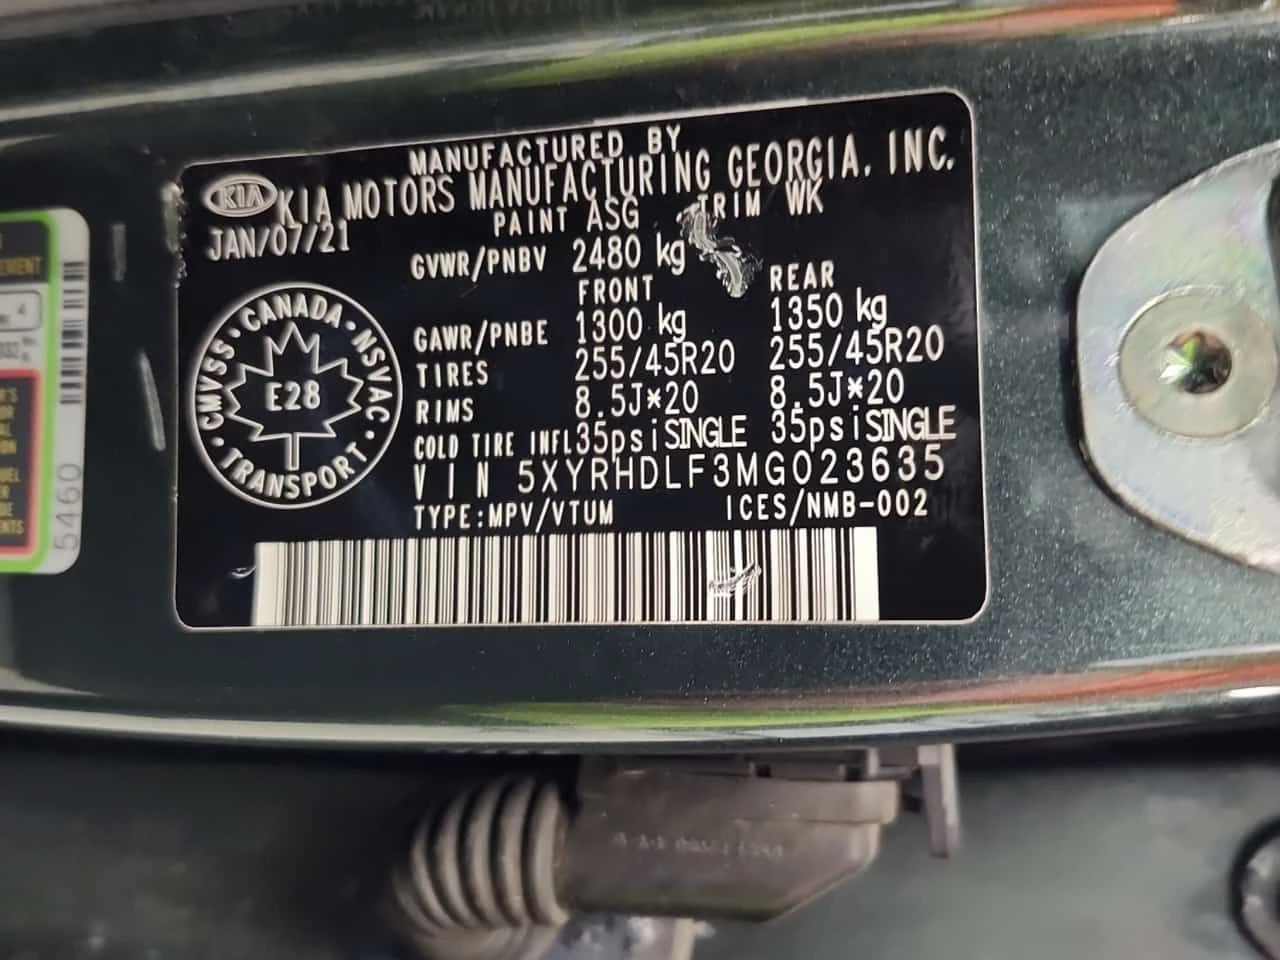 MANUFACTURED BY
KIA KIA MOTORS MANUFACTURING GEORGIA, INC.
JAN/07/21 PAINT ASG TRIM WK
GVWR/PNBV 2480 kg
FRONT REAR
GAWR/PNBE 1300 kg 1350 kg
TIRES 255/45R20 255/45R20
RIMS 8.5J*20 8.5J*20
COLD TIRE INFL 35psi SINGLE 35psi SINGLE
VIN 5XYRHDLF3MG023635
TYPE:MPV/VTUM ICES/NMB-002
CANADA • NSVAC • TRANSPORT • CMVSS •
E28
5460